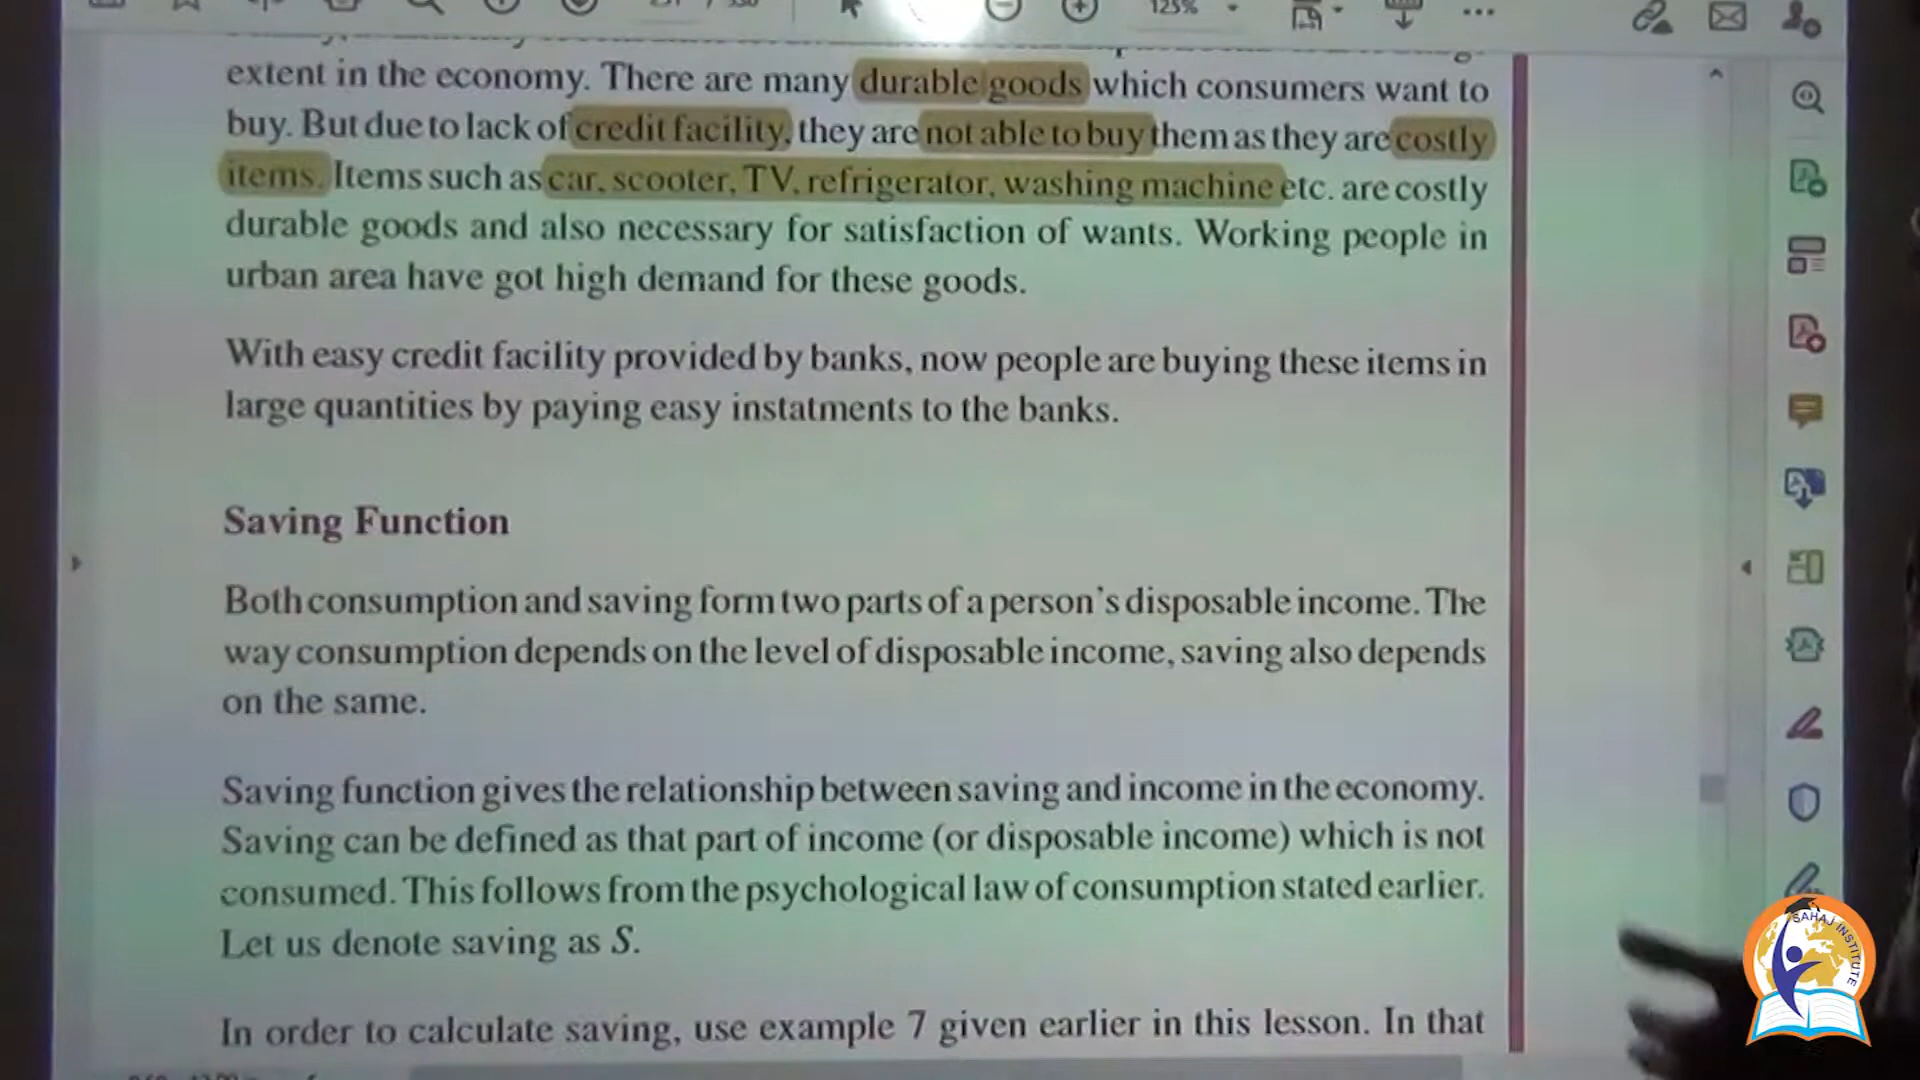 125%
extent in the economy. There are many durable goods which consumers want to
buy. But due to lack of credit facility, they are not able to buy them as they are costly
items. Items such as car, scooter, TV, refrigerator, washing machine etc. are costly
durable goods and also necessary for satisfaction of wants. Working people in
urban area have got high demand for these goods.
With easy credit facility provided by banks, now people are buying these items in
large quantities by paying easy instatments to the banks.
Saving Function
Both consumption and saving form two parts of a person's disposable income. The
way consumption depends on the level of disposable income, saving also depends
on the same.
Saving function gives the relationship between saving and income in the economy.
Saving can be defined as that part of income (or disposable income) which is not
consumed. This follows from the psychological law of consumption stated earlier.
Let us denote saving as S.
In order to calculate saving, use example 7 given earlier in this lesson. In that
SAHAJ INSTITUTE